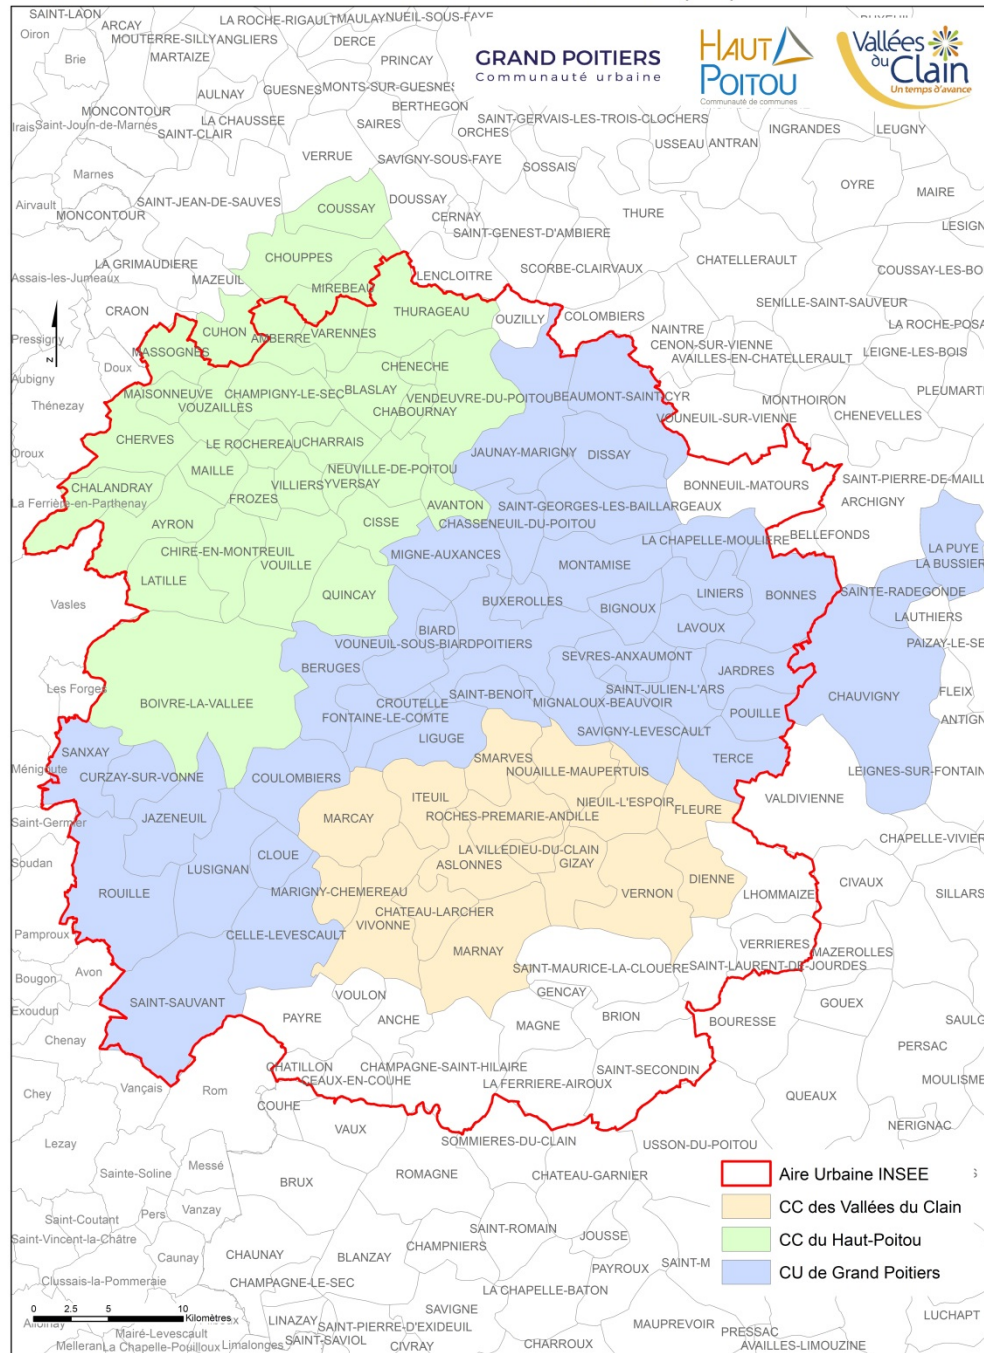 SAINT-LAON
ARCAY
LA ROCHE-RIGAULT
MAULAY
NUEIL-SOUS-FAYE
Oiron
MOUTERRE-SILLY
ANGLIERS
DERCE
Brie
MARTAIZE
PRINCAY
GRAND POITIERS
Communauté urbaine
HAUT
POITOU
Communauté de communes
Vallées
du
Clain
Un temps d'avance
AULNAY
GUESNES
MONTS-SUR-GUESNES
BERTHEGON
MONCONTOUR
LA CHAUSSEE
SAIRES
ORCHES
SAINT-GERVAIS-LES-TROIS-CLOCHERS
Irais
Saint-Jouin-de-Marnes
SAINT-CLAIR
USSEAU
ANTRAN
INGRANDES
LEUGNY
VERRUE
SAVIGNY-SOUS-FAYE
SOSSAIS
Marnes
OYRE
MAIRE
Airvault
MONCONTOUR
SAINT-JEAN-DE-SAUVES
COUSSAY
DOUSSAY
CERNAY
THURE
SAINT-GENEST-D'AMBIERE
LESIGN
LA GRIMAUDIERE
CHOUPPES
CHATELLERAULT
Assais-les-Jumeaux
MAZEUIL
MIREBEAU
LENCLOITRE
SCORBE-CLAIRVAUX
COUSSAY-LES-BO
CRAON
THURAGEAU
OUZILLY
COLOMBIERS
SENILLE-SAINT-SAUVEUR
z
Pressigny
CUHON
AMBERRE
VARENNES
NAINTRE
LA ROCHE-POSA
MASSOGNES
CENON-SUR-VIENNE
LEIGNE-LES-BOIS
Aubigny
Doux
CHENECHE
AVAILLES-EN-CHATELLERAULT
MAISONNEUVE
CHAMPIGNY-LE-SEC
BLASLAY
VENDEUVRE-DU-POITOU
BEAUMONT-SAINT-CYR
MONTHOIRON
PLEUMARTI
Thénezay
VOUZAILLES
CHABOURNAY
VOUNEUIL-SUR-VIENNE
CHENEVELLES
CHERVES
LE ROCHEREAU
CHARRAIS
Oroux
JAUNAY-MARIGNY
DISSAY
MAILLE
NEUVILLE-DE-POITOU
CHALANDRAY
VILLIERS
YVERSAY
BONNEUIL-MATOURS
SAINT-PIERRE-DE-MAILL
La Ferrière-en-Parthenay
FROZES
AVANTON
SAINT-GEORGES-LES-BAILLARGEAUX
ARCHIGNY
AYRON
CISSE
CHASSENEUIL-DU-POITOU
CHIRE-EN-MONTREUIL
MIGNE-AUXANCES
LA CHAPELLE-MOULIERE
BELLEFONDS
LA PUYE
LATILLE
VOUILLE
MONTAMISE
LA BUSSIER
Vasles
QUINCAY
BUXEROLLES
BIGNOUX
LINIERS
BONNES
SAINTE-RADEGONDE
LAUTHIERS
BIARD
LAVOUX
VOUNEUIL-SOUS-BIARD
POITIERS
PAIZAY-LE-SE
BERUGES
SEVRES-ANXAUMONT
JARDRES
Les Forges
BOIVRE-LA-VALLEE
CROUTELLE
SAINT-BENOIT
SAINT-JULIEN-L'ARS
CHAUVIGNY
FLEIX
FONTAINE-LE-COMTE
MIGNALOUX-BEAUVOIR
POUILLE
ANTIGN
LIGUGE
SAVIGNY-LEVESCAULT
SANXAY
SMARVES
TERCE
Ménigoute
CURZAY-SUR-VONNE
COULOMBIERS
NOUAILLE-MAUPERTUIS
LEIGNES-SUR-FONTAIN
ITEUIL
NIEUIL-L'ESPOIR
VALDIVIENNE
Saint-Germier
JAZENEUIL
MARCAY
ROCHES-PREMARIE-ANDILLE
FLEURE
CHAPELLE-VIVIER
Soudan
LUSIGNAN
CLOUE
LA VILLEDIEU-DU-CLAIN
ASLONNES
GIZAY
DIENNE
CIVAUX
ROUILLE
MARIGNY-CHEMEREAU
VERNON
LHOMMAIZE
SILLARS
CHATEAU-LARCHER
VIVONNE
Pamproux
CELLE-LEVESCAULT
MARNAY
VERRIERES
MAZEROLLES
Avon
SAINT-MAURICE-LA-CLOUERE
SAINT-LAURENT-DE-JOURDES
Bougon
VOULON
GENCAY
Exoudun
SAINT-SAUVANT
PAYRE
ANCHE
MAGNE
BRION
BOURESSE
GOUEX
SAULG
Chenay
PERSAC
CHATILLON
CHAMPAGNE-SAINT-HILAIRE
SAINT-SECONDIN
CEAUX-EN-COUHE
LA FERRIERE-AIROUX
MOULISME
Chey
Vançais
Rom
COUHE
QUEAUX
VAUX
NERIGNAC
Lezay
SOMMIERES-DU-CLAIN
USSON-DU-POITOU
Messé
Sainte-Soline
BRUX
ROMAGNE
CHATEAU-GARNIER
Aire Urbaine INSEE
Pers
Vanzay
CC des Vallées du Clain
Saint-Coutant
SAINT-ROMAIN
JOUSSE
Saint-Vincent-la-Châtre
CHAUNAY
BLANZAY
CHAMPNIERS
CC du Haut-Poitou
Caunay
PAYROUX
SAINT-M
CU de Grand Poitiers
Clussais-la-Pommeraie
CHAMPAGNE-LE-SEC
LA CHAPELLE-BATON
0 2.5 5 10
Kilomètres
SAVIGNE
LUCHAPT
LINAZAY
SAINT-PIERRE-D'EXIDEUIL
MAUPREVOIR
PRESSAC
Mairé-Levescault
SAINT-SAVIOL
Melleran
La Chapelle-Pouilloux
Limalonges
CIVRAY
CHARROUX
AVAILLES-LIMOUZINE